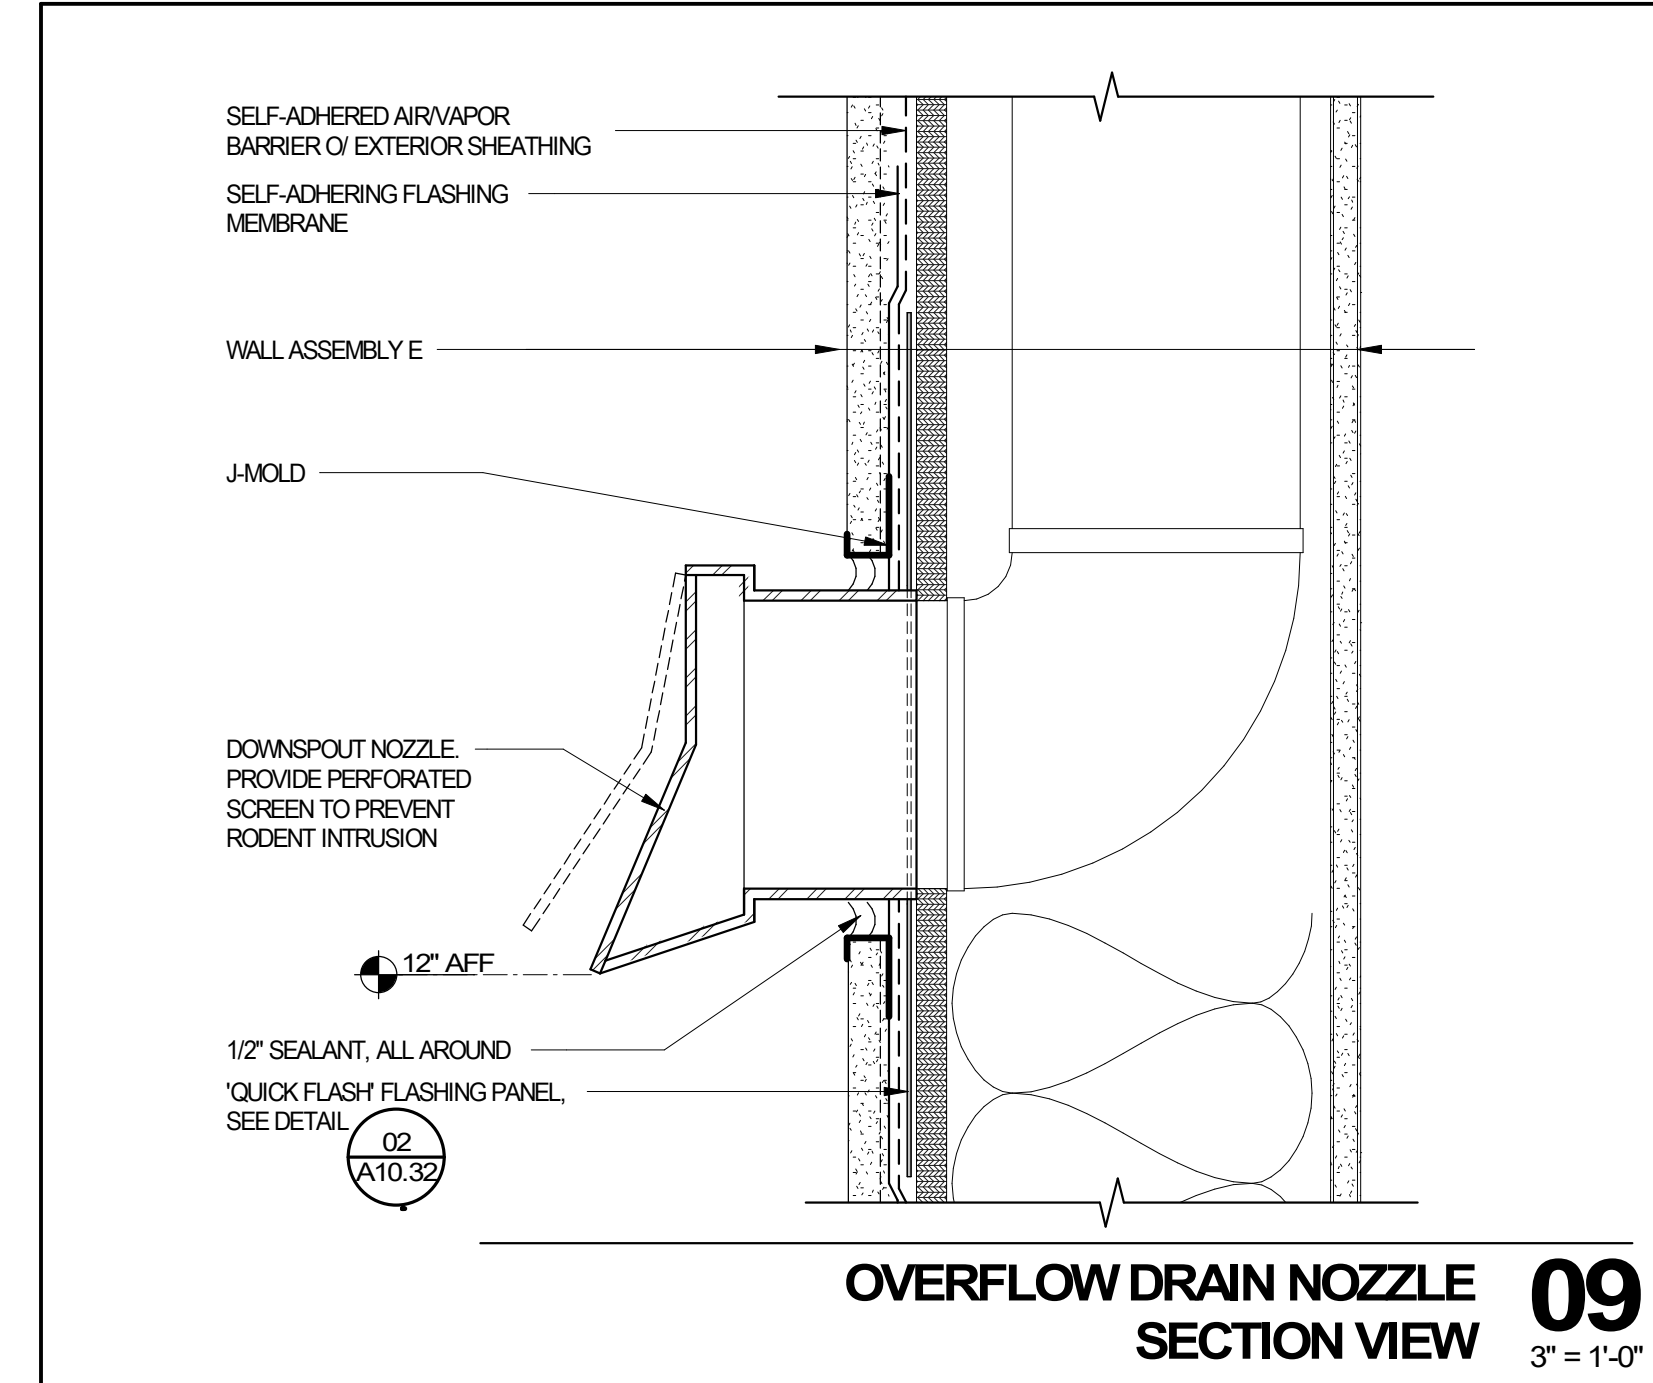 SELF-ADHERED AIR/VAPOR
BARRIER O/ EXTERIOR SHEATHING
SELF-ADHERING FLASHING
MEMBRANE
WALL ASSEMBLY E
J-MOLD
DOWNSPOUT NOZZLE.
PROVIDE PERFORATED
SCREEN TO PREVENT
RODENT INTRUSION
12" AFF
1/2" SEALANT, ALL AROUND
'QUICK FLASH' FLASHING PANEL,
SEE DETAIL
02
A10.32
OVERFLOW DRAIN NOZZLE
SECTION VIEW
09
3" = 1'-0"